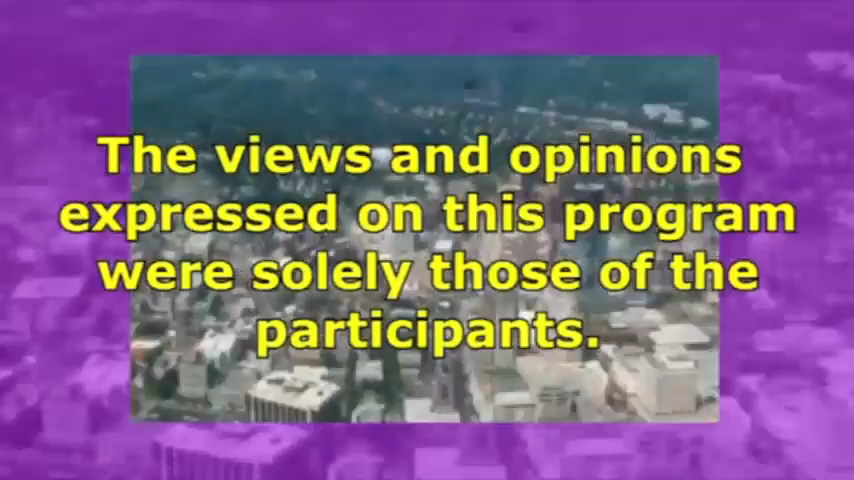 The views and opinions
expressed on this program
were solely those of the
participants.